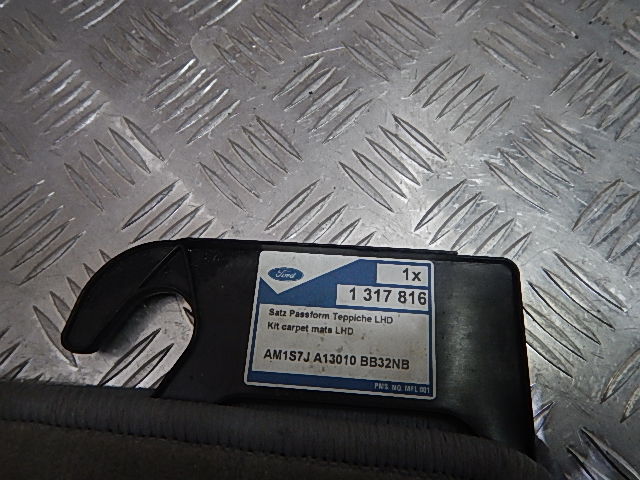 Ford
1x
1 317 816
Satz Passform Teppiche LHD
Kit carpet mats LHD
AM1S7J A13010 BB32NB
PMS. NO. MFL 001